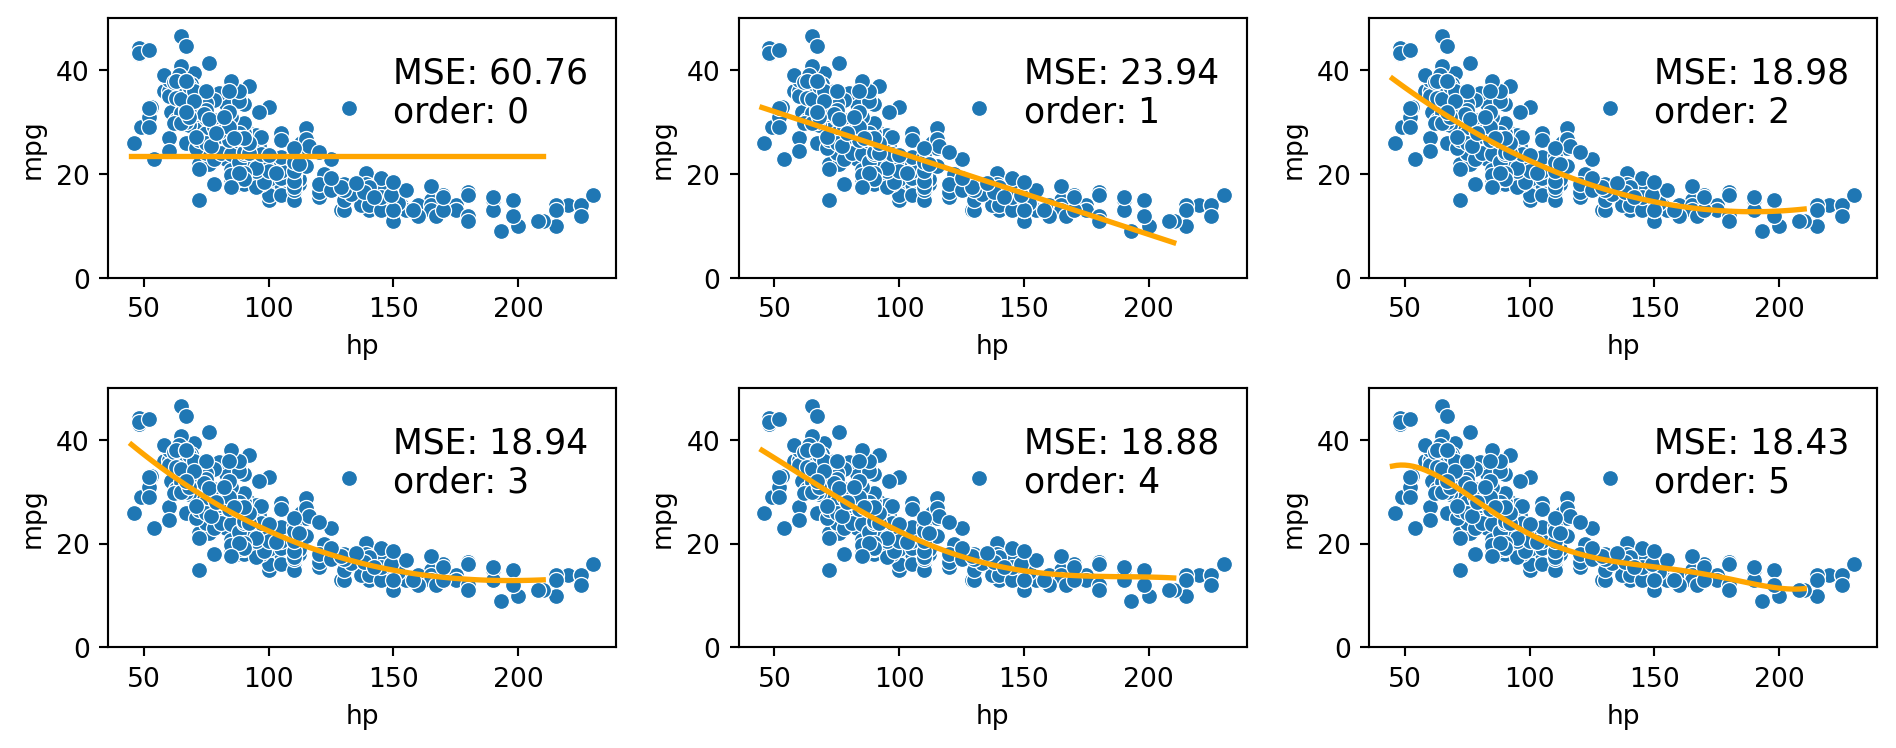 40
20
0
mpg
MSE: 60.76
order: 0
50 100 150 200
hp
40
20
0
mpg
MSE: 23.94
order: 1
50 100 150 200
hp
40
20
0
mpg
MSE: 18.98
order: 2
50 100 150 200
hp
40
20
0
mpg
MSE: 18.94
order: 3
50 100 150 200
hp
40
20
0
mpg
MSE: 18.88
order: 4
50 100 150 200
hp
40
20
0
mpg
MSE: 18.43
order: 5
50 100 150 200
hp